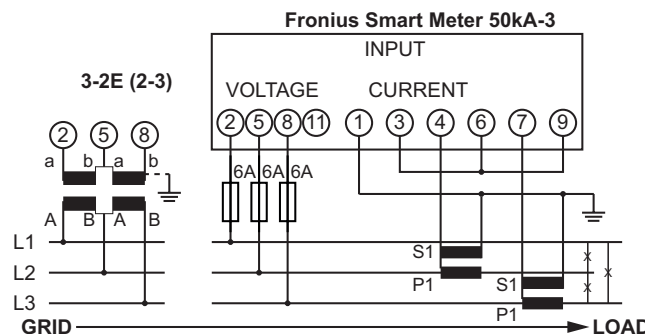 Fronius Smart Meter 50kA-3
INPUT
3-2E (2-3)
VOLTAGE CURRENT
2 5 8 2 5 8 11 1 3 4 6 7 9
a b a b
6A 6A 6A
A B A B
L1
S1
L2
P1 S1
L3
P1
GRID LOAD